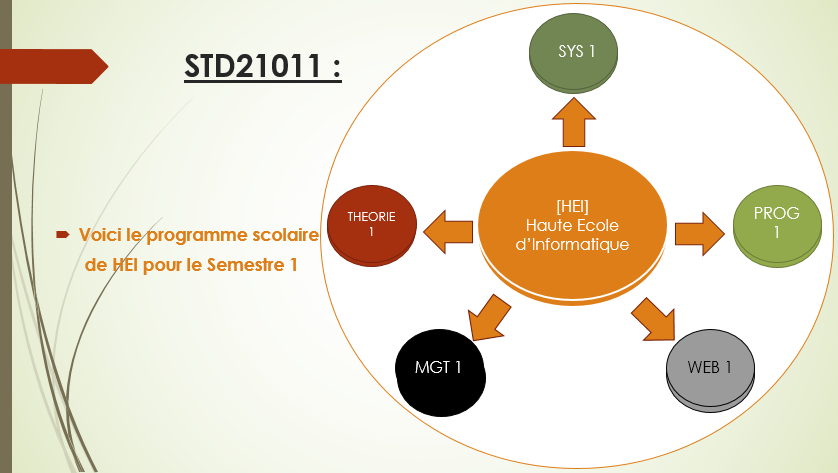 STD21011 :
Voici le programme scolaire
de HEI pour le Semestre 1
SYS 1
[HEI]
Haute Ecole
d'Informatique
THEORIE
1
PROG
1
MGT 1
WEB 1